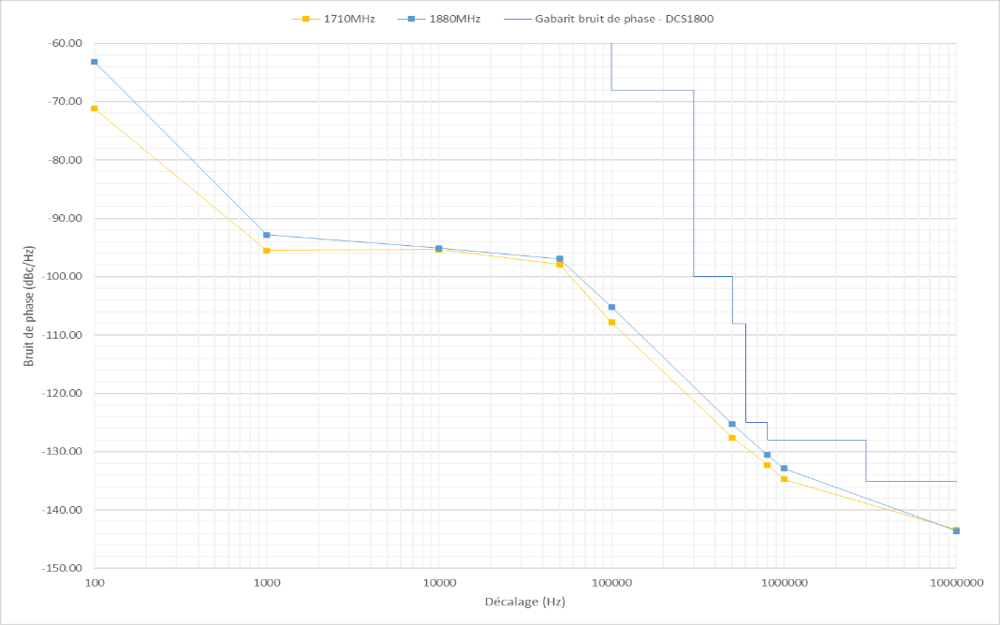 1710MHz 1880MHz Gabarit bruit de phase - DCS1800
-60.00
-70.00
-80.00
-90.00
-100.00
-110.00
-120.00
-130.00
-140.00
-150.00
Bruit de phase (dBc/Hz)
100 1000 10000 100000 1000000 10000000
Décalage (Hz)